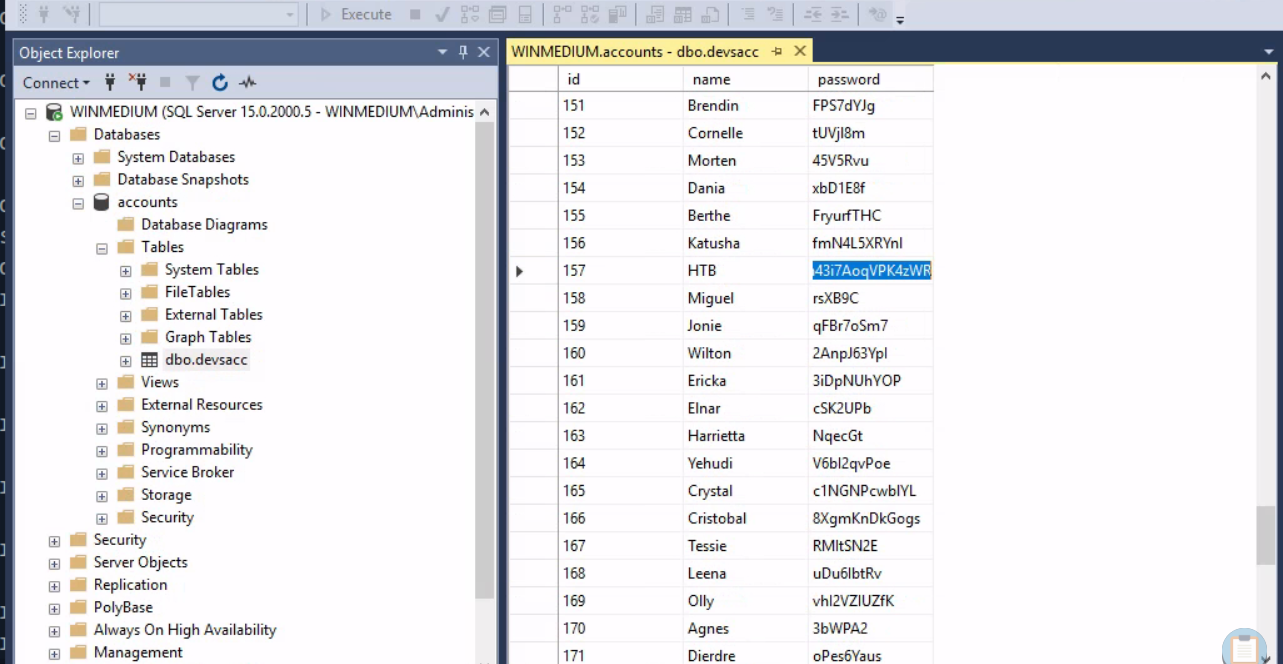 Execute
Object Explorer
Connect
WINMEDIUM (SQL Server 15.0.2000.5 - WINMEDIUM\Adminis
Databases
System Databases
Database Snapshots
accounts
Database Diagrams
Tables
System Tables
FileTables
External Tables
Graph Tables
dbo.devsacc
Views
External Resources
Synonyms
Programmability
Service Broker
Storage
Security
Security
Server Objects
Replication
PolyBase
Always On High Availability
Management
WINMEDIUM.accounts - dbo.devsacc
id name password
151 Brendin FPS7dYJg
152 Cornelle tUVjl8m
153 Morten 45V5Rvu
154 Dania xbD1E8f
155 Berthe FryurfTHC
156 Katusha fmN4L5XRYnl
157 HTB 43i7AoqVPK4zWR
158 Miguel rsXB9C
159 Jonie qFBr7oSm7
160 Wilton 2AnpJ63Ypl
161 Ericka 3iDpNUhYOP
162 Elnar cSK2UPb
163 Harrietta NqecGt
164 Yehudi V6bl2qvPoe
165 Crystal c1NGNPcwblYL
166 Cristobal 8XgmKnDkGogs
167 Tessie RMltSN2E
168 Leena uDu6lbtRv
169 Olly vhl2VZlUZfK
170 Agnes 3bWPA2
171 Dierdre oPes6Yaus